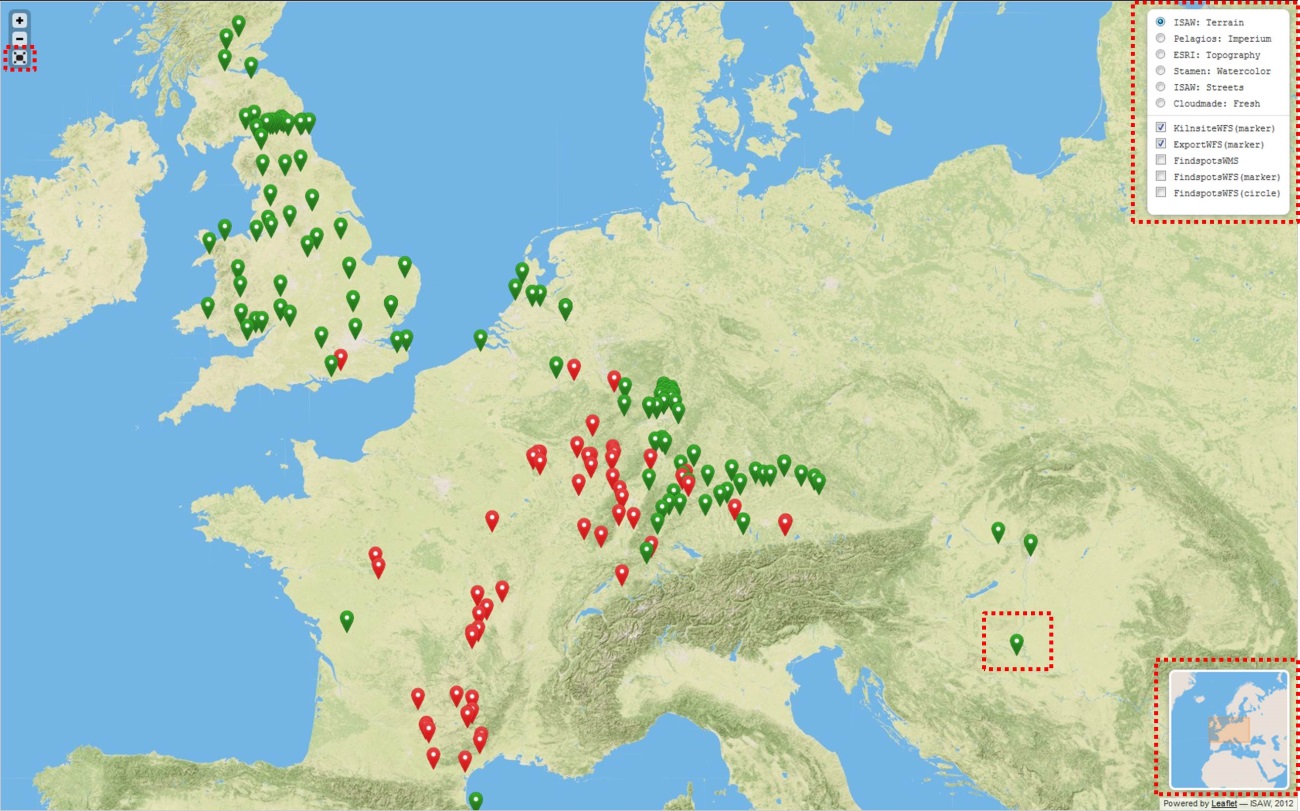 +
−
ISAW: Terrain
Pelagios: Imperium
ESRI: Topography
Stamen: Watercolor
ISAW: Streets
Cloudmade: Fresh
KilnsiteWFS(marker)
ExportWFS(marker)
FindspotsWMS
FindspotsWFS(marker)
FindspotsWFS(circle)
Powered by Leaflet — ISAW, 2012